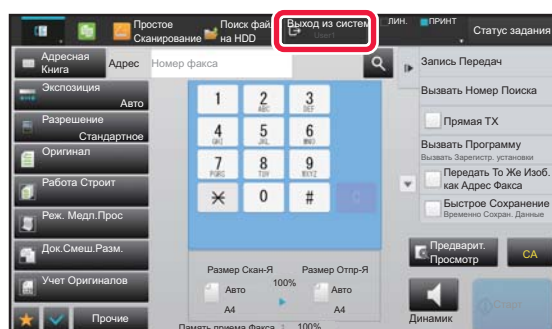 Простое
Сканирование
Поиск фай
на HDD
Выход из систем
User1
ЛИН.
ПРИНТ
Статус задания
Адресная
Книга
Адрес
Номер факса
Экспозиция
Авто
Разрешение
Стандартное
Оригинал
Работа Строит
Реж. Медл.Прос
Док.Смеш.Разм.
Учет Оригиналов
Прочие
1
2
ABC
3
DEF
4
GHI
5
JKL
6
MNO
7
PQRS
8
TUV
9
WXYZ
0
#
Размер Скан-Я
100%
Размер Отпр-Я
Авто
A4
Авто
A4
Память приема Факса : 100%
Запись Передач
Вызвать Номер Поиска
Прямая TX
Вызвать Программу
Вызвать Зарегистр. установки
Передать То Же Изоб.
как Адрес Факса
Быстрое Сохранение
Временно Сохран. Данные
Предварит.
Просмотр
CA
Динамик
Старт